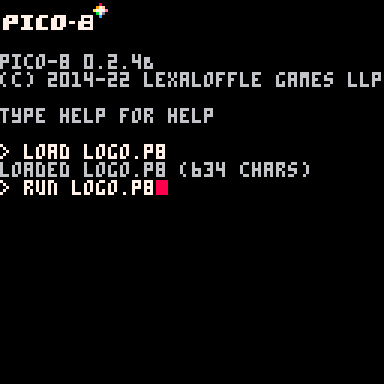 PICO-8
PICO-8 0.2.4B
(C) 2014-22 LEXALOFFLE GAMES LLP
TYPE HELP FOR HELP
> LOAD LOGO.P8
LOADED LOGO.P8 (634 CHARS)
> RUN LOGO.P8